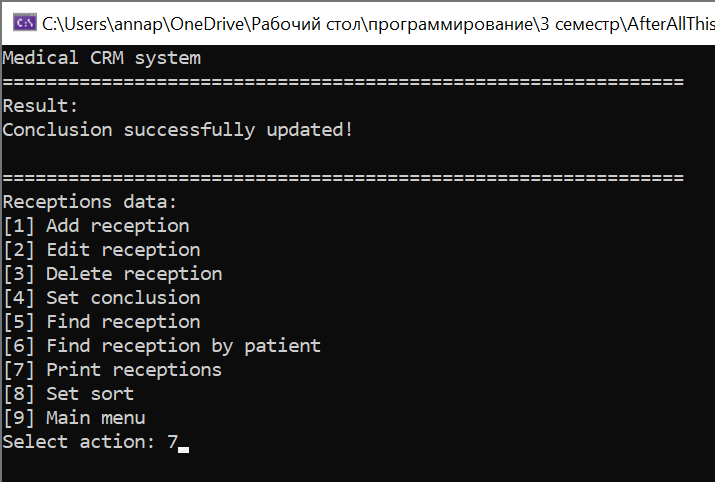 C:\Users\annap\OneDrive\Рабочий стол\программирование\3 семестр\AfterAllThis
Medical CRM system
==============================================================
Result:
Conclusion successfully updated!
==============================================================
Receptions data:
[1] Add reception
[2] Edit reception
[3] Delete reception
[4] Set conclusion
[5] Find reception
[6] Find reception by patient
[7] Print receptions
[8] Set sort
[9] Main menu
Select action: 7